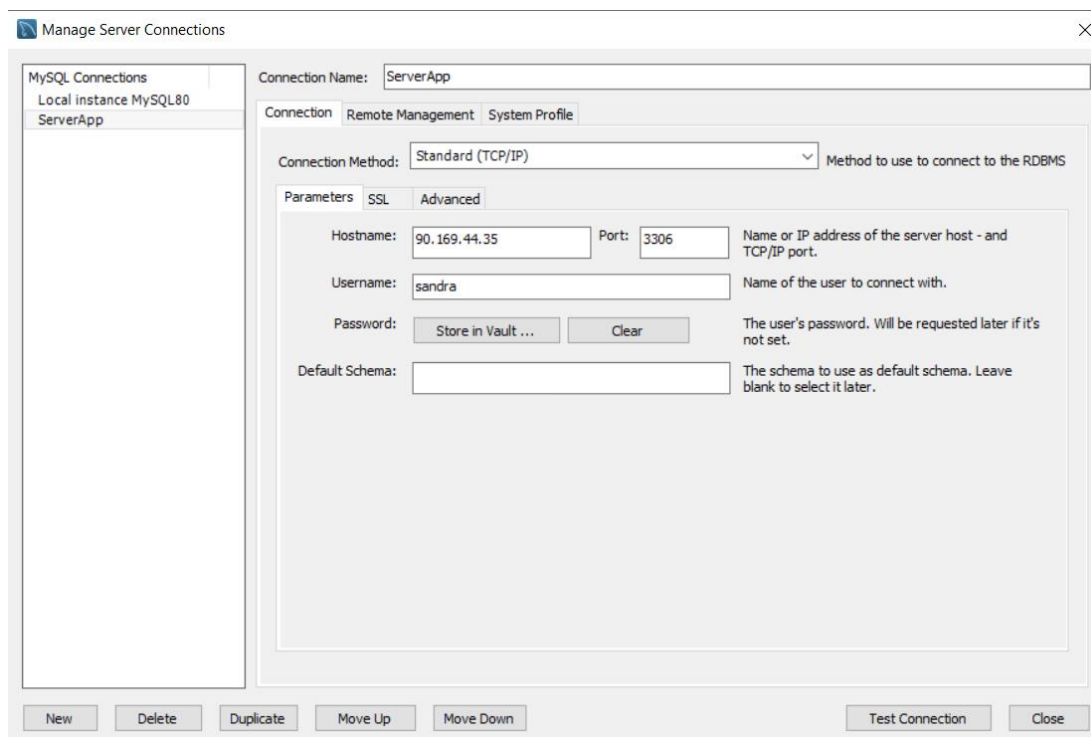 Manage Server Connections
MySQL Connections
Local instance MySQL80
ServerApp
Connection Name: ServerApp
Connection Remote Management System Profile
Connection Method: Standard (TCP/IP) Method to use to connect to the RDBMS
Parameters SSL Advanced
Hostname: 90.169.44.35 Port: 3306 Name or IP address of the server host - and
TCP/IP port.
Username: sandra Name of the user to connect with.
Password: Store in Vault ... Clear The user's password. Will be requested later if it's
not set.
Default Schema: The schema to use as default schema. Leave
blank to select it later.
New Delete Duplicate Move Up Move Down Test Connection Close